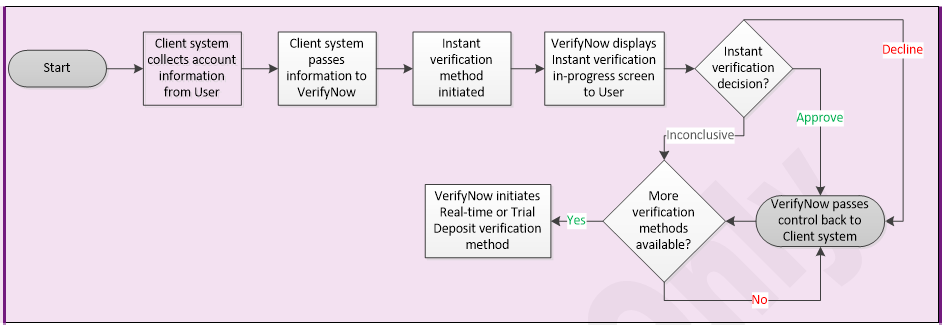 Start
Client system
collects account
information
from User
Client system
passes
information to
VerifyNow
Instant
verification
method
initiated
VerifyNow displays
Instant verification
in-progress screen
to User
Instant
verification
decision?
Decline
Approve
Inconclusive
VerifyNow initiates
Real-time or Trial
Deposit verification
method
Yes
More
verification
methods
available?
VerifyNow passes
control back to
Client system
No
Only